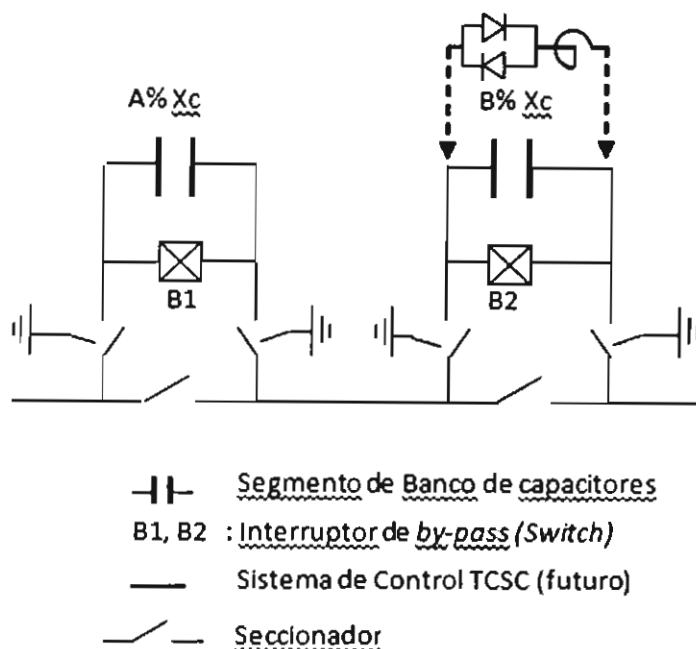 A% Xc
B% Xc
B1
B2
Segmento de Banco de capacitores
B1, B2 : Interruptor de by-pass (Switch)
Sistema de Control TCSC (futuro)
Seccionador